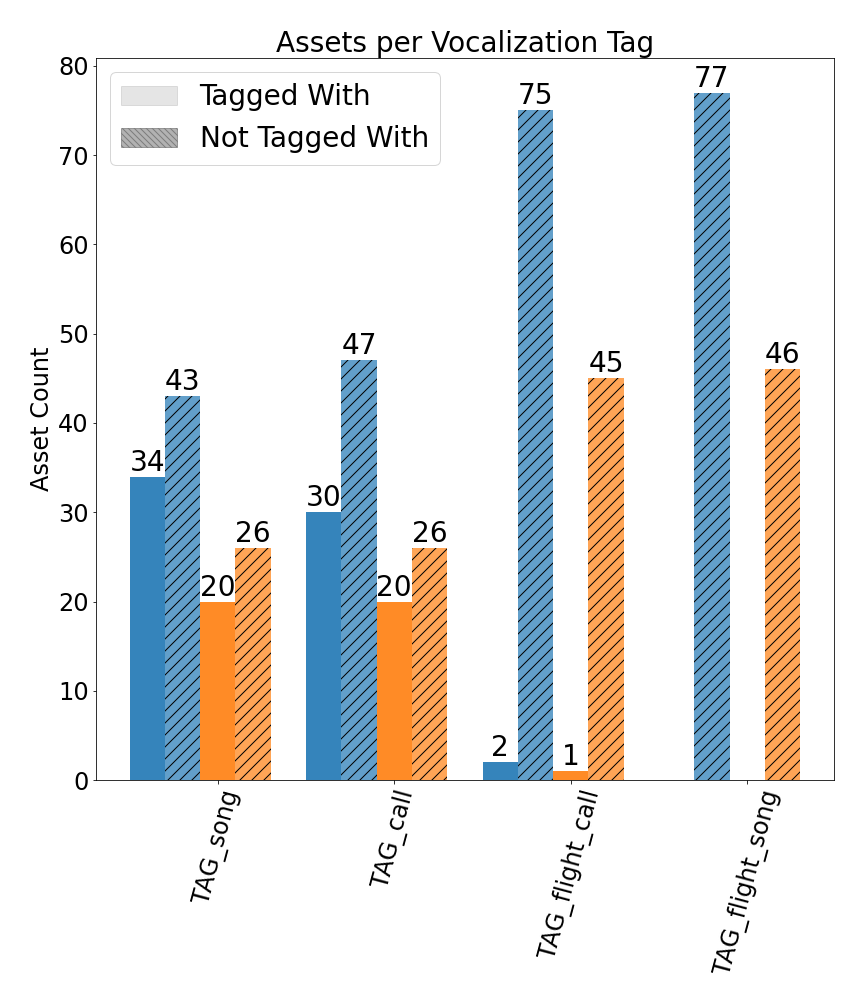 Assets per Vocalization Tag
Tagged With
Not Tagged With
Asset Count
80
70
60
50
40
30
20
10
0
34
43
20
26
30
47
20
26
2
75
1
45
77
46
TAG_song
TAG_call
TAG_flight_call
TAG_flight_song